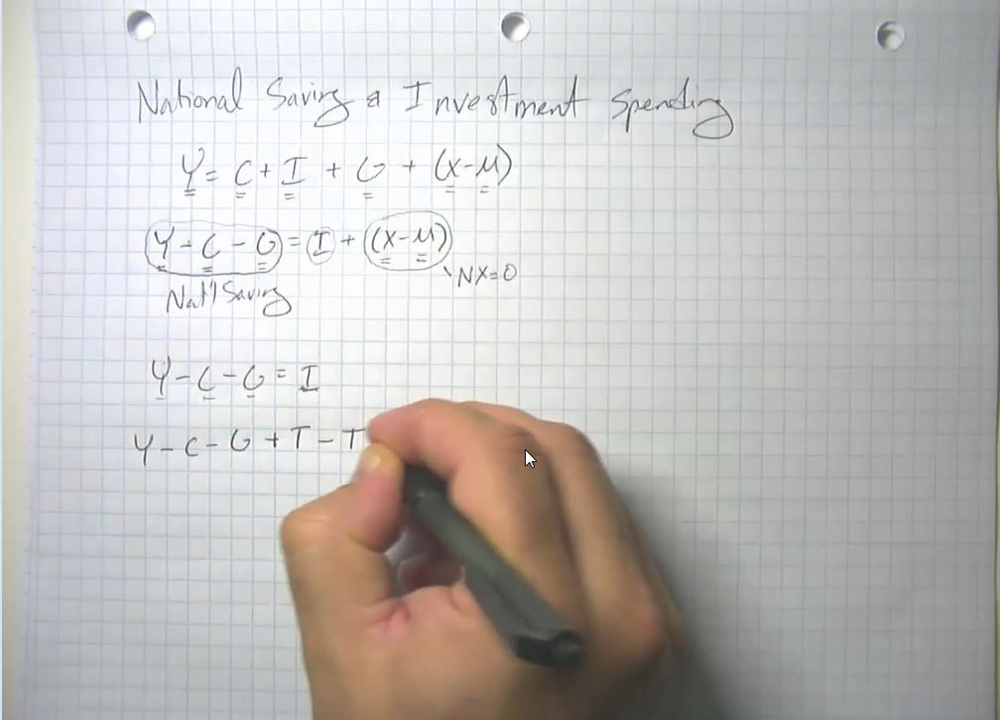 National Saving & Investment Spending
Y = C + I + G + (X-M)
Y - C - G = I + (X-M)
NX=0
Nat'l Saving
Y - C - G = I
Y - C - G + T - T